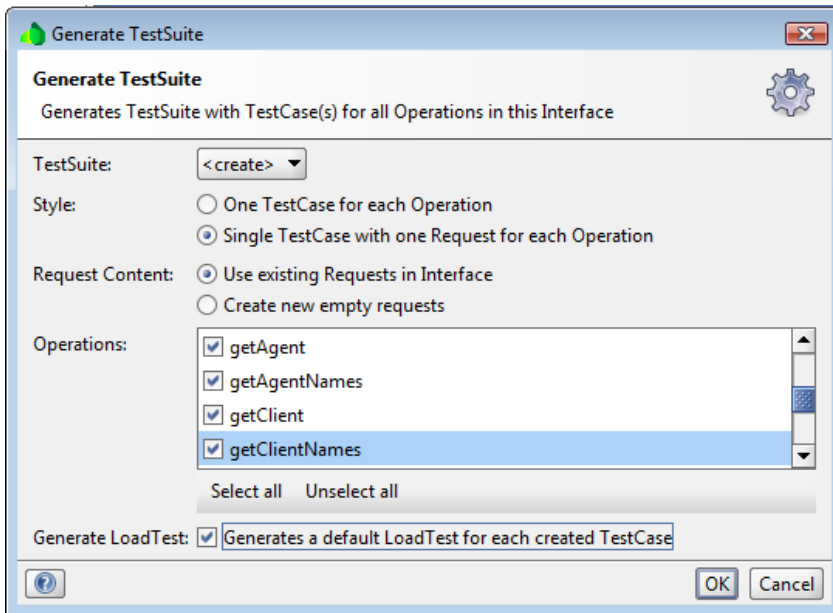 Generate TestSuite
Generate TestSuite
Generates TestSuite with TestCase(s) for all Operations in this Interface
TestSuite: <create>
Style: One TestCase for each Operation
Single TestCase with one Request for each Operation
Request Content: Use existing Requests in Interface
Create new empty requests
Operations: getAgent
getAgentNames
getClient
getClientNames
Select all Unselect all
Generate LoadTest: Generates a default LoadTest for each created TestCase
? OK Cancel